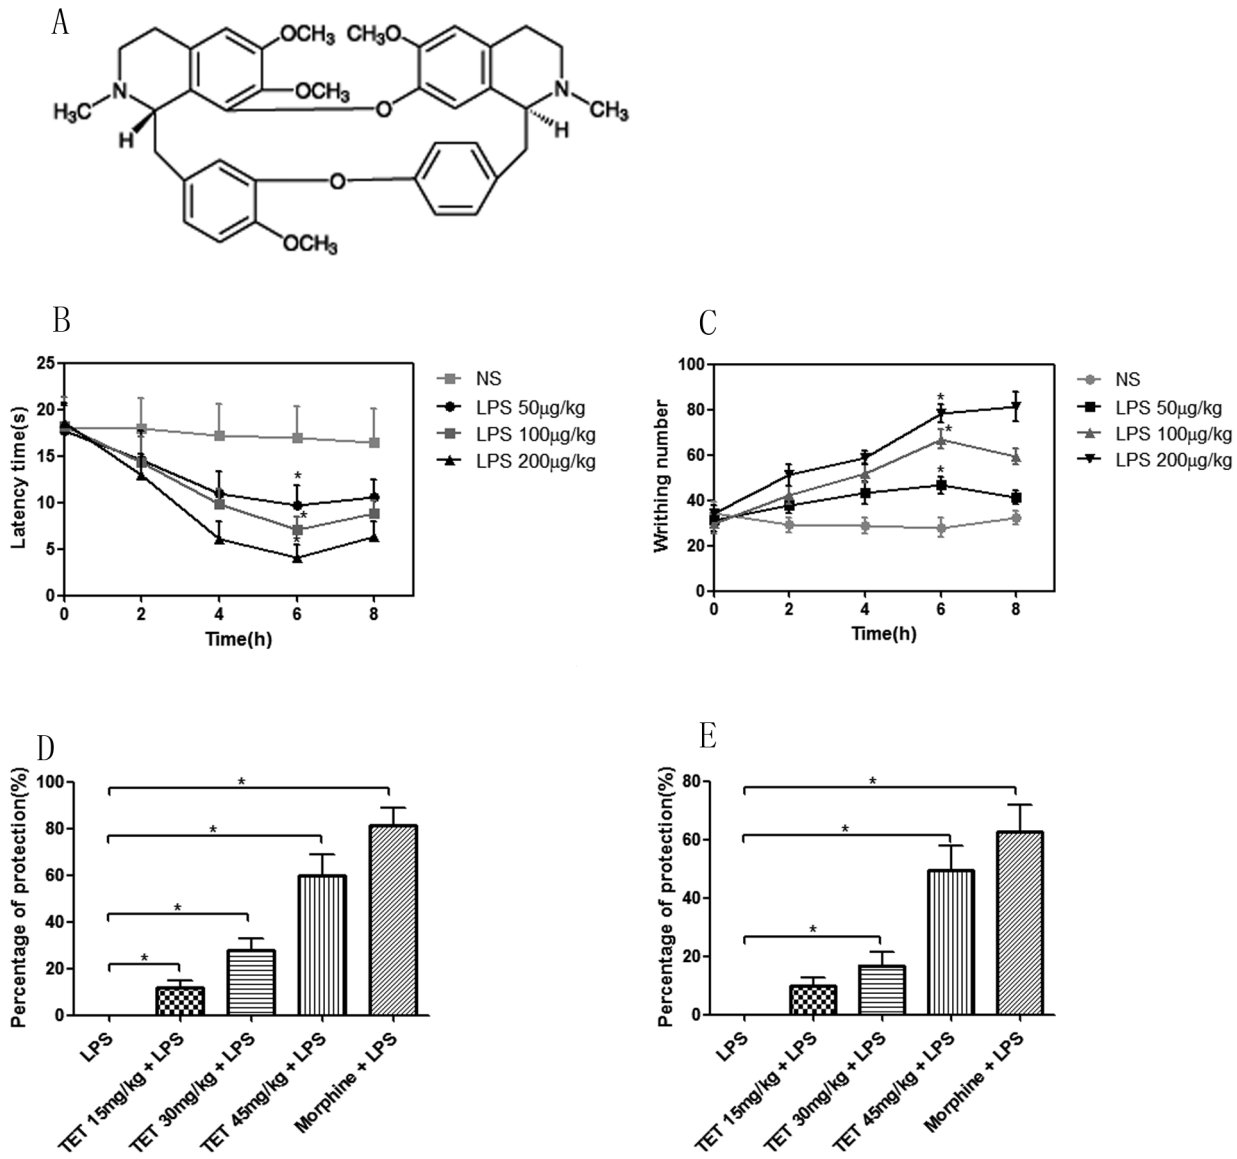 A
OCH3
H3CO
OCH3
O
N
H3C
H
N
CH3
H
O
OCH3
B
Latency time(s)
25
20
15
10
5
0
0 2 4 6 8
Time(h)
NS
LPS 50μg/kg
LPS 100μg/kg
LPS 200μg/kg
*
*
*
C
Writhing number
100
80
60
40
20
0
0 2 4 6 8
Time(h)
NS
LPS 50μg/kg
LPS 100μg/kg
LPS 200μg/kg
*
*
*
D
Percentage of protection(%)
100
80
60
40
20
0
*
*
*
*
LPS
TET 15mg/kg + LPS
TET 30mg/kg + LPS
TET 45mg/kg + LPS
Morphine + LPS
E
Percentage of protection(%)
80
60
40
20
0
*
*
*
LPS
TET 15mg/kg + LPS
TET 30mg/kg + LPS
TET 45mg/kg + LPS
Morphine + LPS